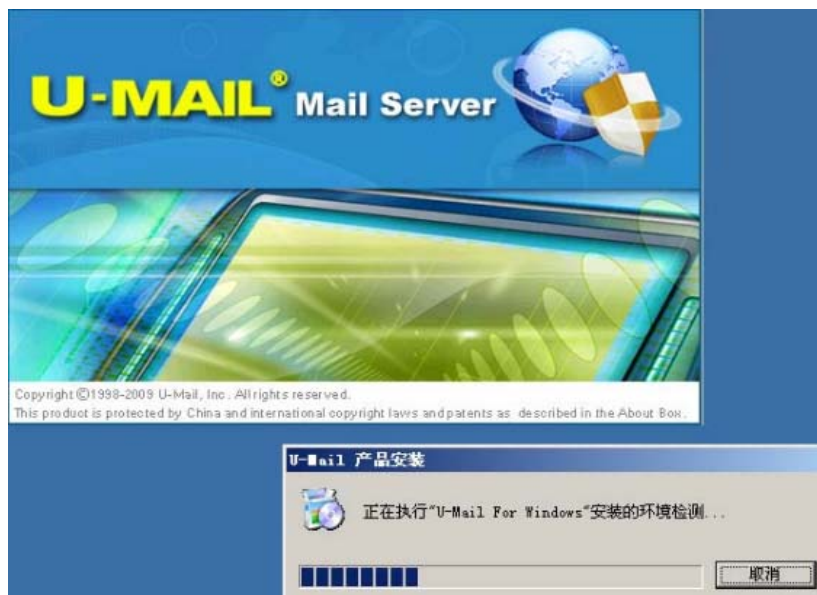 U-MAIL® Mail Server
Copyright ©1998-2009 U-Mail, Inc. All rights reserved.
This product is protected by China and international copyright laws and patents as described in the About Box.
U-Mail 产品安装
正在执行"U-Mail For Windows"安装的环境检测...
取消